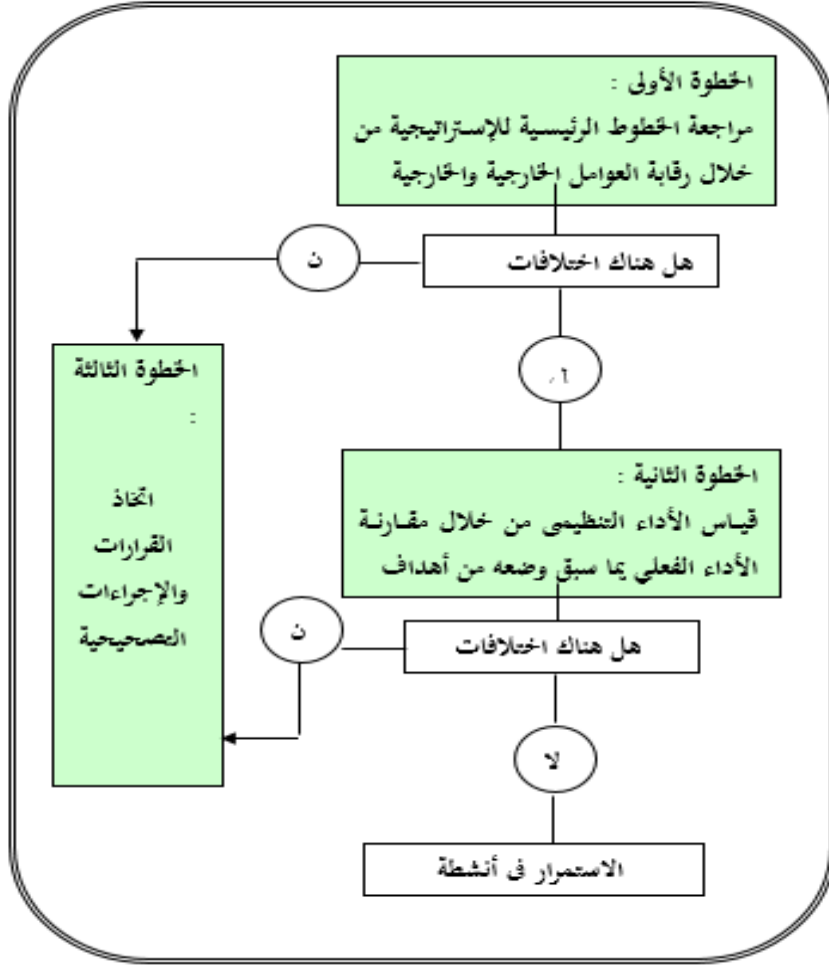 الخطوة الأولى :
مراجعة الخطوط الرئيسية للإستراتيجية من
خلال رقابة العوامل الخارجية والخارجية
هل هناك اختلافات
ن
الخطوة الثالثة
:
اتخاذ
القرارات
والإجراءات
التصحيحية
الخطوة الثانية :
قياس الأداء التنظيمى من خلال مقارنة
الأداء الفعلي بما سبق وضعه من أهداف
هل هناك اختلافات
ن
لا
الاستمرار فى أنشطة